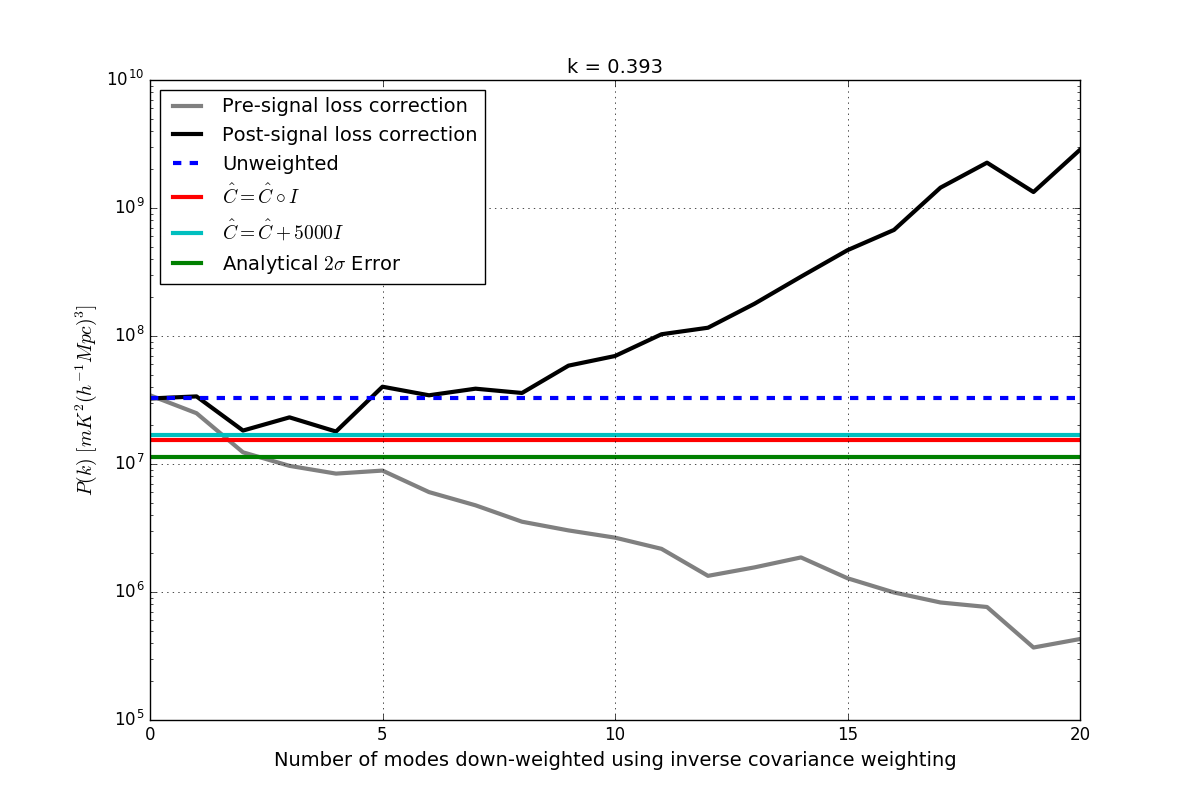 k = 0.393
10^10
10^9
10^8
10^7
10^6
10^5
P(k) [mK^2(h^−1Mpc)^3]
Pre-signal loss correction
Post-signal loss correction
Unweighted
Ĉ = Ĉ ∘ I
Ĉ = Ĉ + 5000I
Analytical 2σ Error
0 5 10 15 20
Number of modes down-weighted using inverse covariance weighting